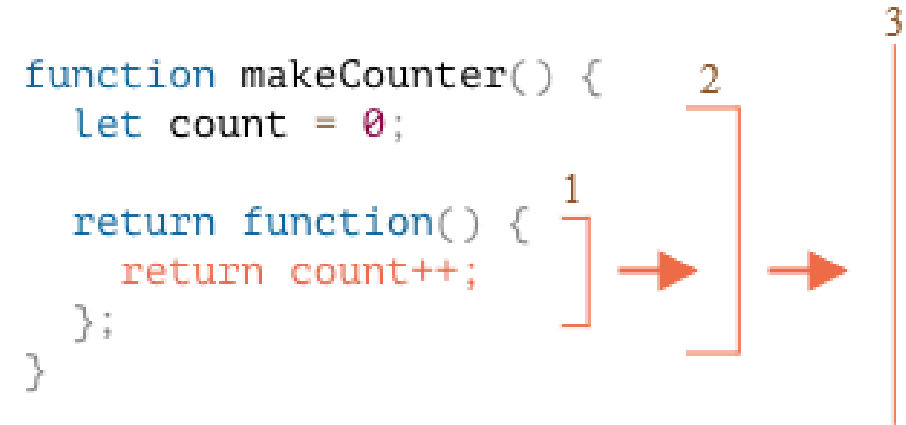 3
function makeCounter() {
2
let count = 0;
1
return function() {
return count++;
};
}